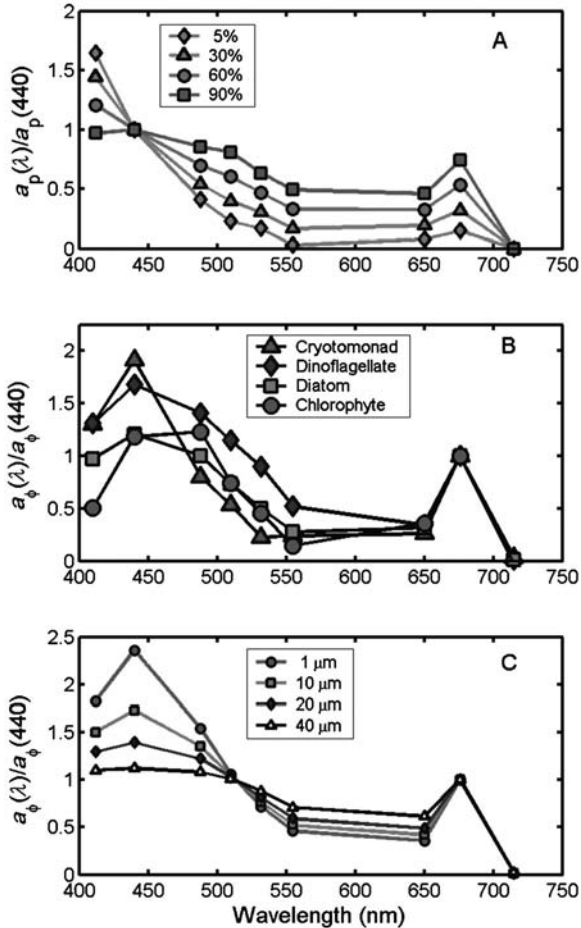 A
5%
30%
60%
90%
a_p(λ)/a_p(440)
2
1.5
1
0.5
0
400 450 500 550 600 650 700 750
B
Cryotomonad
Dinoflagellate
Diatom
Chlorophyte
a_ϕ(λ)/a_ϕ(440)
2
1.5
1
0.5
0
400 450 500 550 600 650 700 750
C
1 μm
10 μm
20 μm
40 μm
a_ϕ(λ)/a_ϕ(440)
2.5
2
1.5
1
0.5
0
400 450 500 550 600 650 700 750
Wavelength (nm)